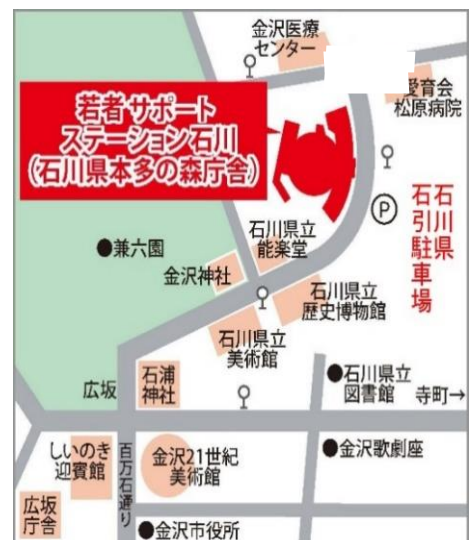 金沢医療
センター
愛育会
松原病院
若者サポート
ステーション石川
(石川県本多の森庁舎)
石川県
石引駐車場
P
石川県立
能楽堂
●兼六園
金沢神社
石川県立
歴史博物館
石川県立
美術館
石浦
神社
広坂
●石川県立
図書館
寺町→
しいのき
迎賓館
百万石通り
金沢21世紀
美術館
●金沢歌劇座
広坂
庁舎
●金沢市役所